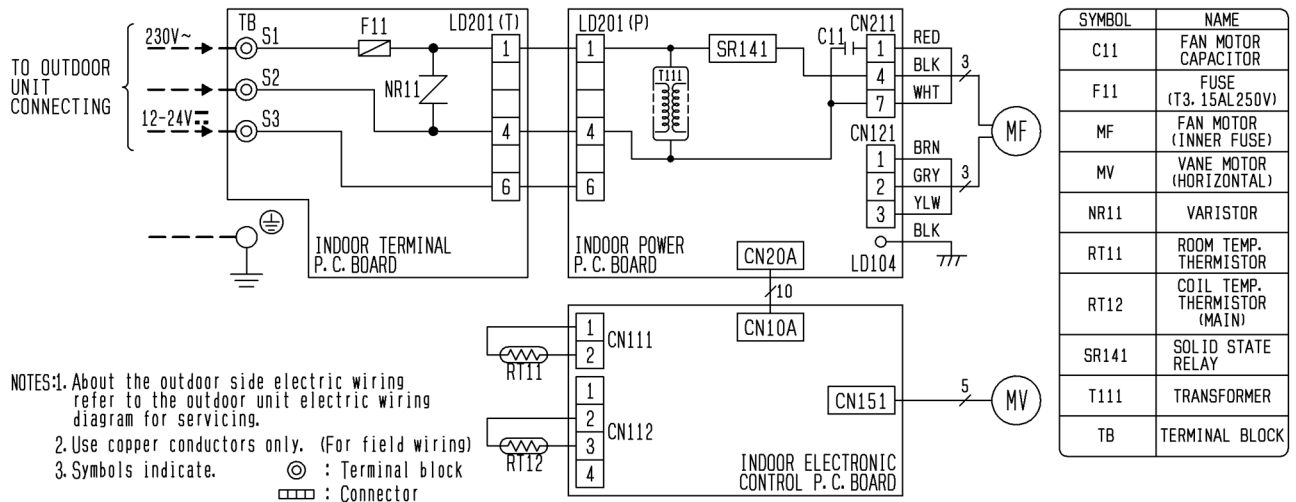 TO OUTDOOR
UNIT
CONNECTING
230V~
12-24V⎓
TB
S1
S2
S3
F11
NR11
LD201(T)
1
4
6
INDOOR TERMINAL
P.C.BOARD
LD201(P)
1
4
6
T111
SR141
C11
CN211
1
4
7
RED
BLK
WHT
3
MF
CN121
1
2
3
BRN
GRY
YLW
3
BLK
LD104
INDOOR POWER
P.C.BOARD
CN20A
10
CN10A
1
2
CN111
RT11
1
2
3
4
CN112
RT12
CN151
5
MV
INDOOR ELECTRONIC
CONTROL P.C.BOARD
NOTES:1. About the outdoor side electric wiring
refer to the outdoor unit electric wiring
diagram for servicing.
2. Use copper conductors only. (For field wiring)
3. Symbols indicate.
: Terminal block
: Connector
SYMBOL NAME
C11 FAN MOTOR
CAPACITOR
F11 FUSE
(T3.15AL250V)
MF FAN MOTOR
(INNER FUSE)
MV VANE MOTOR
(HORIZONTAL)
NR11 VARISTOR
RT11 ROOM TEMP.
THERMISTOR
RT12 COIL TEMP.
THERMISTOR
(MAIN)
SR141 SOLID STATE
RELAY
T111 TRANSFORMER
TB TERMINAL BLOCK